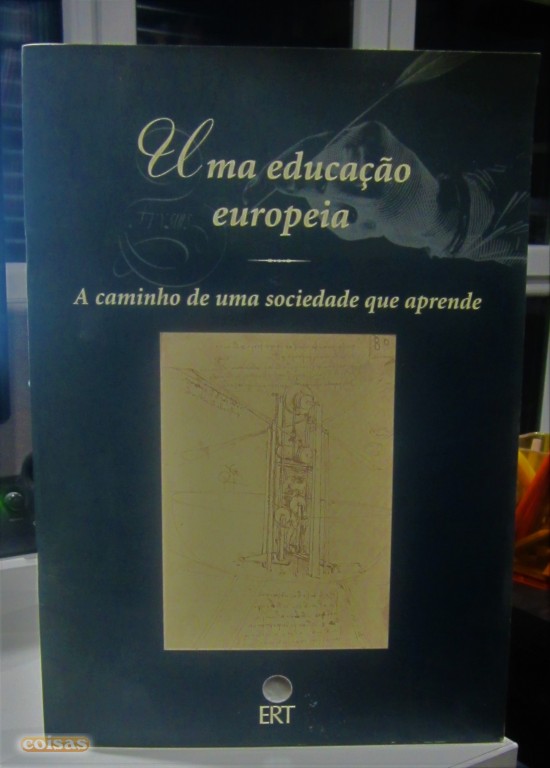 Uma educação
europeia
A caminho de uma sociedade que aprende
ERT
coisas